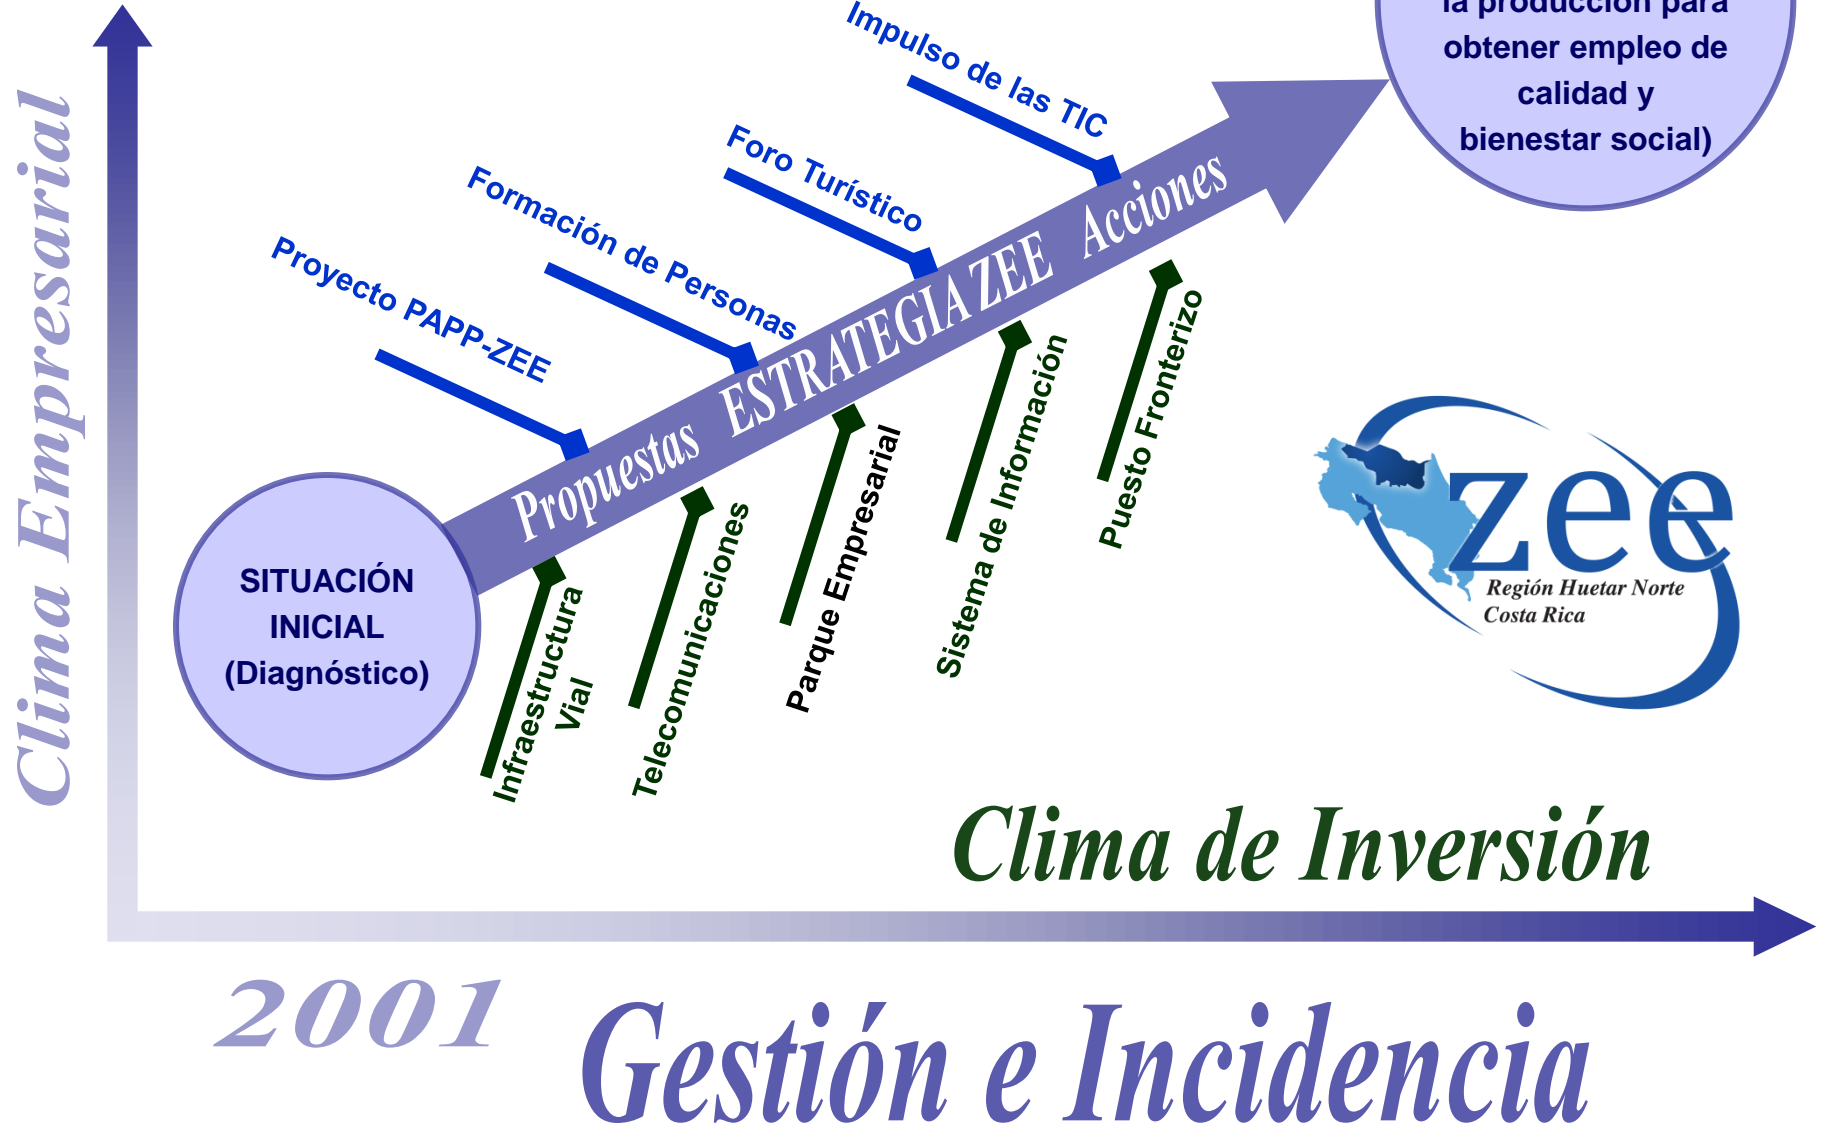 la producción para
obtener empleo de
calidad y
bienestar social)
Impulso de las TIC
Foro Turístico
Formación de Personas
Proyecto PAPP-ZEE
Clima Empresarial
Propuestas ESTRATEGIA ZEE Acciones
SITUACIÓN
INICIAL
(Diagnóstico)
Infraestructura
Vial
Telecomunicaciones
Parque Empresarial
Sistema de Información
Puesto Fronterizo
zee
Región Huetar Norte
Costa Rica
Clima de Inversión
2001
Gestión e Incidencia